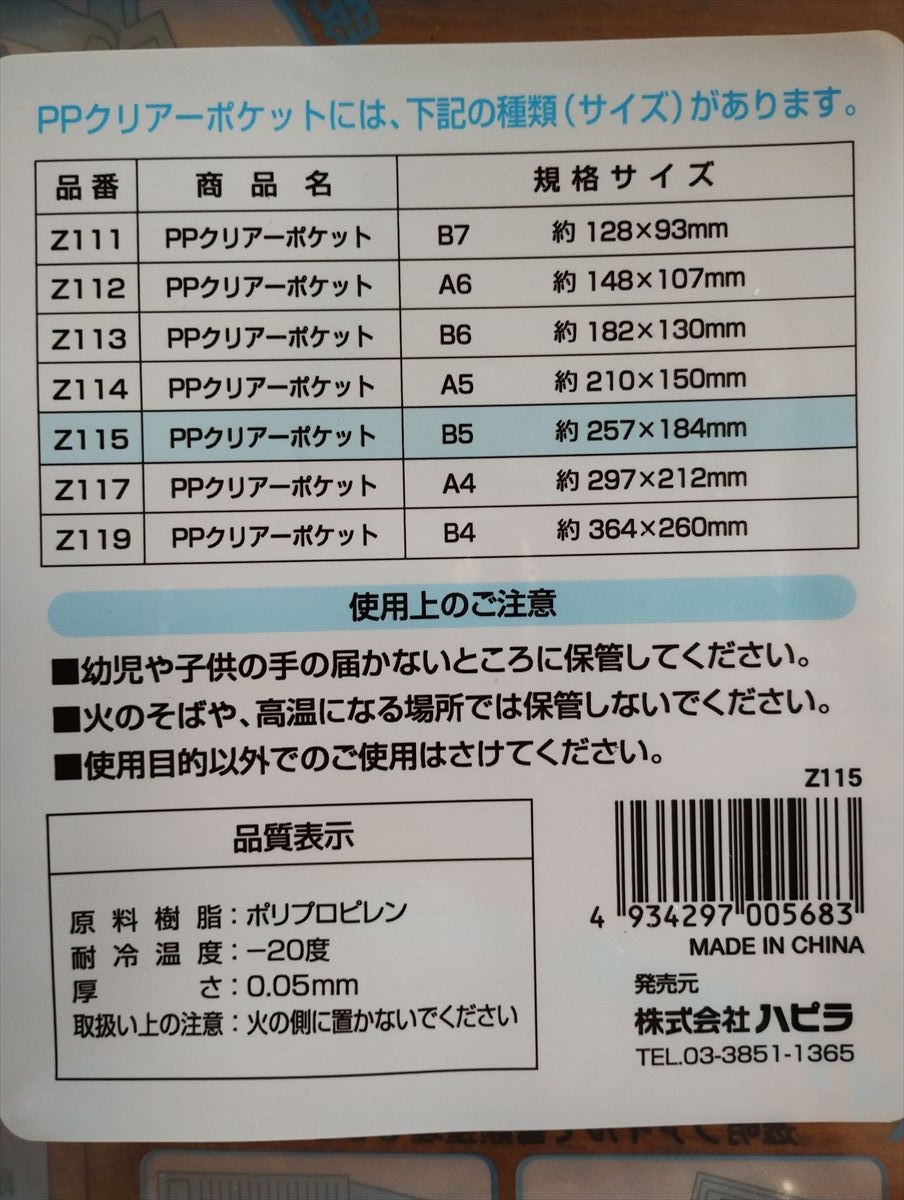 PPクリアーポケットには、下記の種類(サイズ)があります。
品番 商品名 規格サイズ
Z111 PPクリアーポケット B7 約 128×93mm
Z112 PPクリアーポケット A6 約 148×107mm
Z113 PPクリアーポケット B6 約 182×130mm
Z114 PPクリアーポケット A5 約 210×150mm
Z115 PPクリアーポケット B5 約 257×184mm
Z117 PPクリアーポケット A4 約 297×212mm
Z119 PPクリアーポケット B4 約 364×260mm
使用上のご注意
■幼児や子供の手の届かないところに保管してください。
■火のそばや、高温になる場所では保管しないでください。
■使用目的以外でのご使用はさけてください。
品質表示
原料樹脂:ポリプロピレン
耐冷温度:−20度
厚さ:0.05mm
取扱い上の注意:火の側に置かないでください
Z115
4 934297 005683
MADE IN CHINA
発売元
株式会社ハピラ
TEL.03-3851-1365